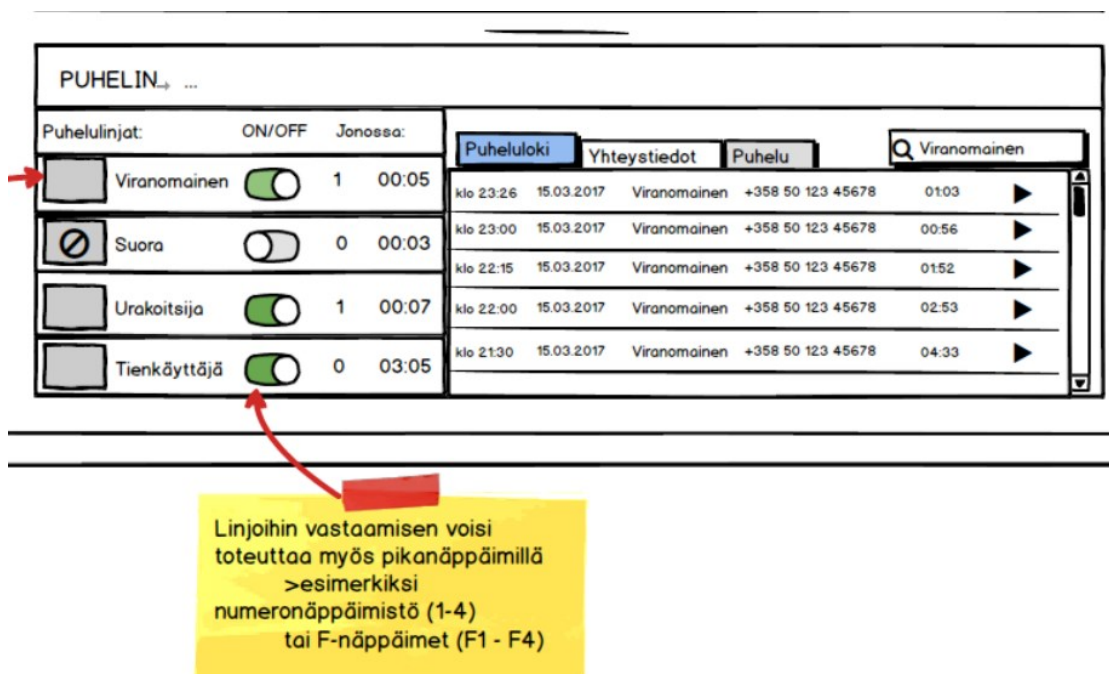 PUHELIN→ ...
Puhelulinjat: ON/OFF Jonossa:
Viranomainen 1 00:05
Suora 0 00:03
Urakoitsija 1 00:07
Tienkäyttäjä 0 03:05
Puheluloki Yhteystiedot Puhelu Viranomainen
klo 23:26 15.03.2017 Viranomainen +358 50 123 45678 01:03
klo 23:00 15.03.2017 Viranomainen +358 50 123 45678 00:56
klo 22:15 15.03.2017 Viranomainen +358 50 123 45678 01:52
klo 22:00 15.03.2017 Viranomainen +358 50 123 45678 02:53
klo 21:30 15.03.2017 Viranomainen +358 50 123 45678 04:33
Linjoihin vastaamisen voisi
toteuttaa myös pikanäppäimillä
>esimerkiksi
numeronäppäimistö (1-4)
tai F-näppäimet (F1 - F4)